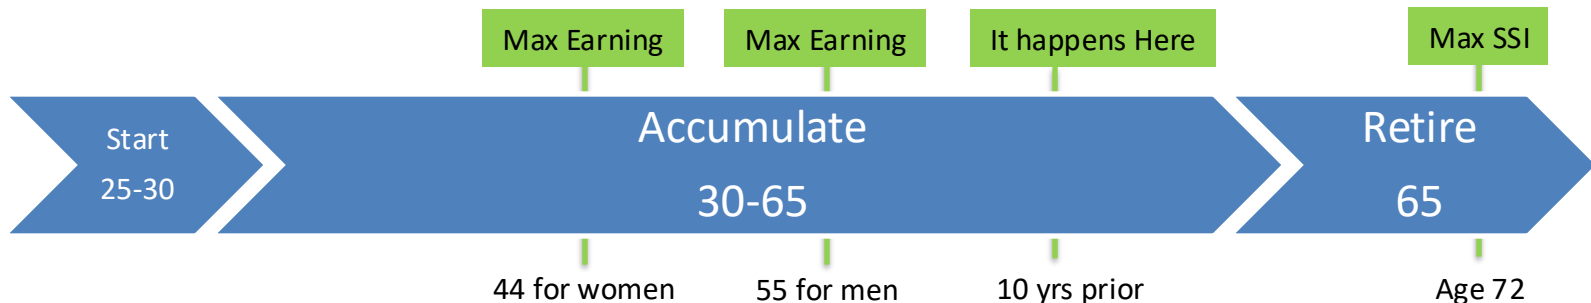 Max Earning
Max Earning
It happens Here
Max SSI
Start
25-30
Accumulate
30-65
Retire
65
44 for women
55 for men
10 yrs prior
Age 72